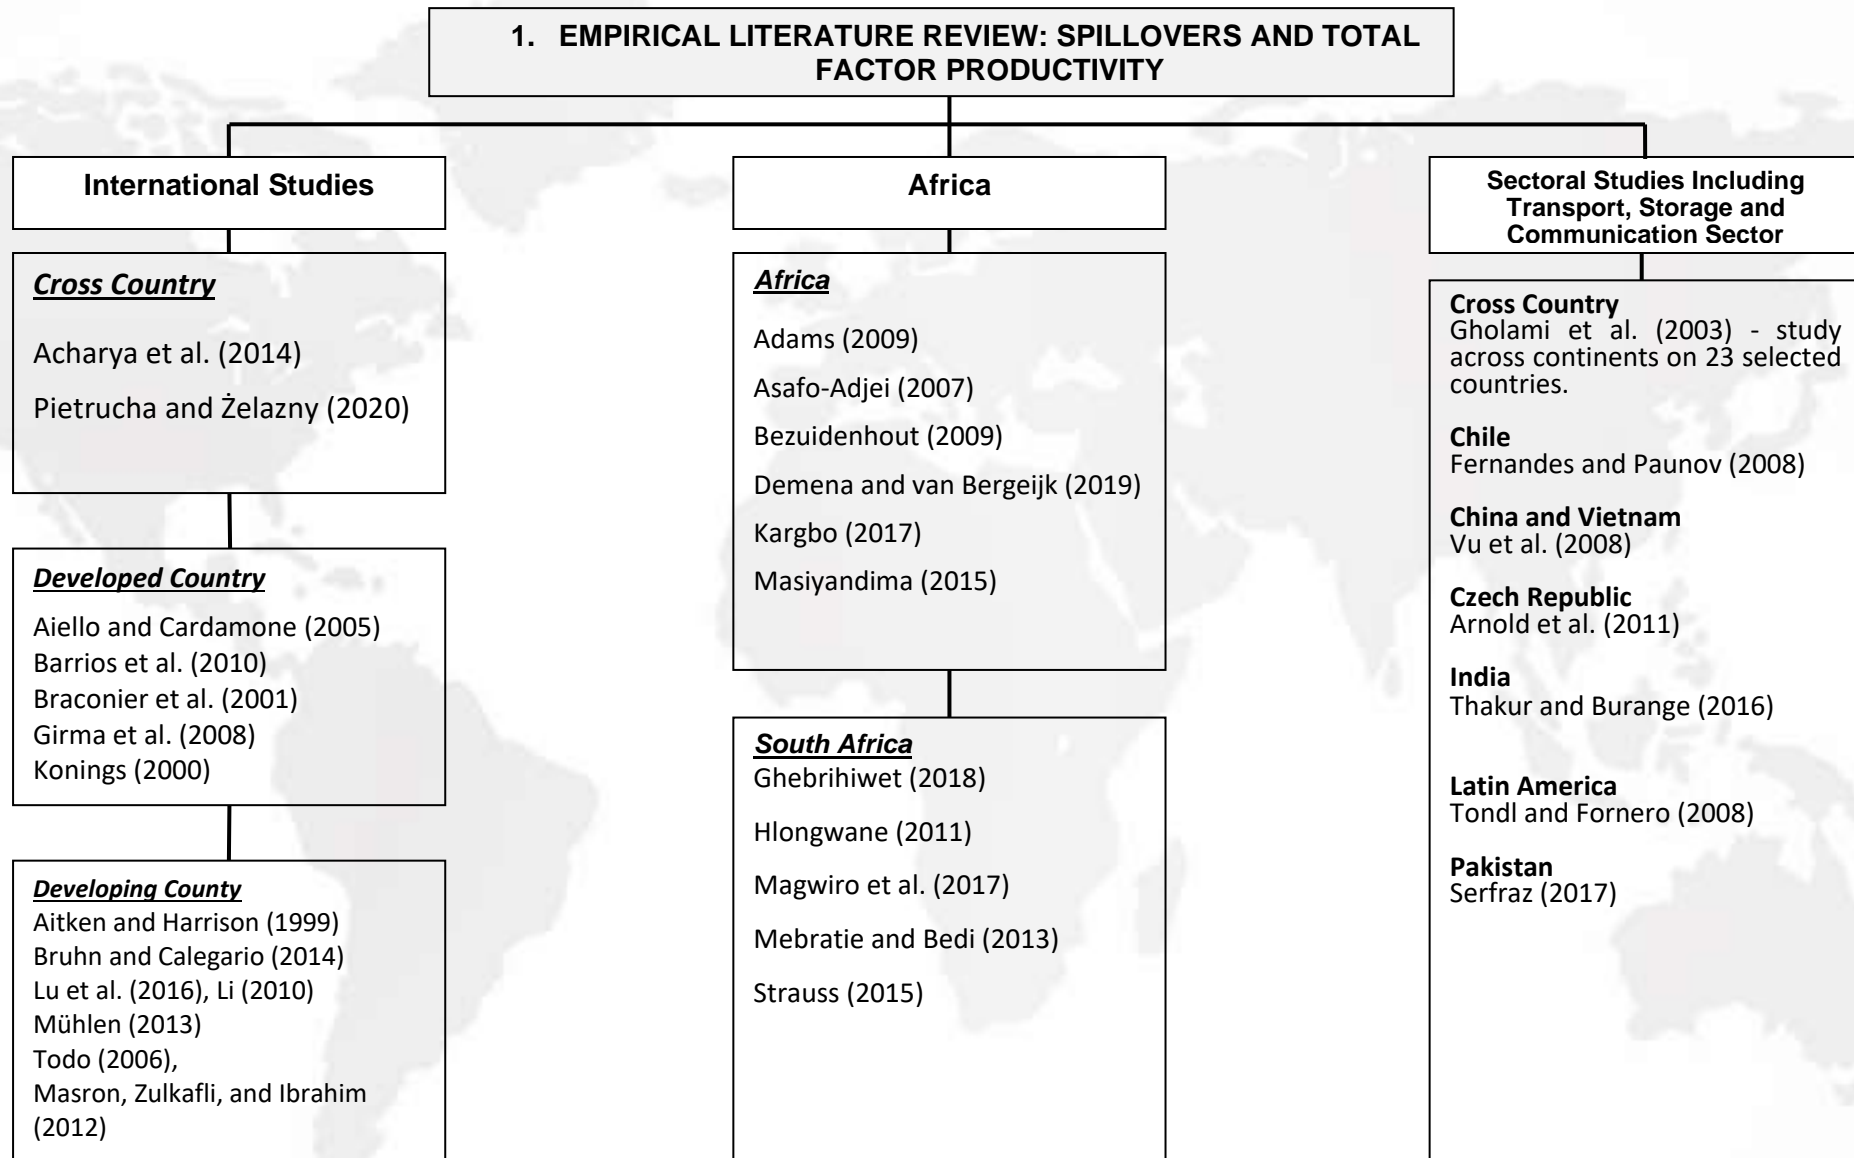 1. EMPIRICAL LITERATURE REVIEW: SPILLOVERS AND TOTAL
FACTOR PRODUCTIVITY
International Studies
Cross Country
Acharya et al. (2014)
Pietrucha and Żelazny (2020)
Developed Country
Aiello and Cardamone (2005)
Barrios et al. (2010)
Braconier et al. (2001)
Girma et al. (2008)
Konings (2000)
Developing County
Aitken and Harrison (1999)
Bruhn and Calegario (2014)
Lu et al. (2016), Li (2010)
Mühlen (2013)
Todo (2006),
Masron, Zulkafli, and Ibrahim
(2012)
Africa
Africa
Adams (2009)
Asafo-Adjei (2007)
Bezuidenhout (2009)
Demena and van Bergeijk (2019)
Kargbo (2017)
Masiyandima (2015)
South Africa
Ghebrihiwet (2018)
Hlongwane (2011)
Magwiro et al. (2017)
Mebratie and Bedi (2013)
Strauss (2015)
Sectoral Studies Including
Transport, Storage and
Communication Sector
Cross Country
Gholami et al. (2003) - study
across continents on 23 selected
countries.
Chile
Fernandes and Paunov (2008)
China and Vietnam
Vu et al. (2008)
Czech Republic
Arnold et al. (2011)
India
Thakur and Burange (2016)
Latin America
Tondl and Fornero (2008)
Pakistan
Serfraz (2017)